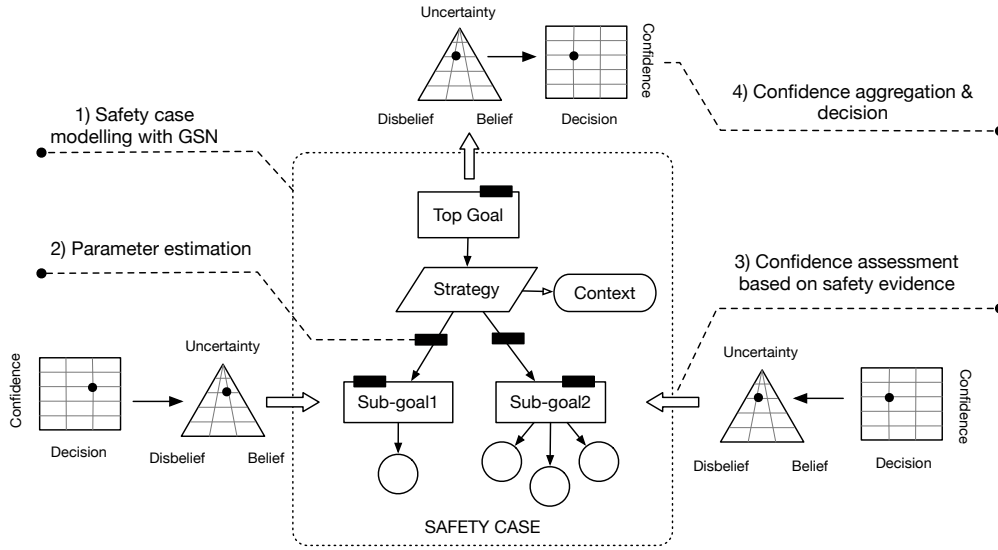 Uncertainty
Confidence
Disbelief
Belief
Decision
1) Safety case
modelling with GSN
4) Confidence aggregation &
decision
Top Goal
2) Parameter estimation
Strategy
Context
3) Confidence assessment
based on safety evidence
Confidence
Uncertainty
Decision
Disbelief
Belief
Sub-goal1
Sub-goal2
Uncertainty
Confidence
Disbelief
Belief
Decision
SAFETY CASE